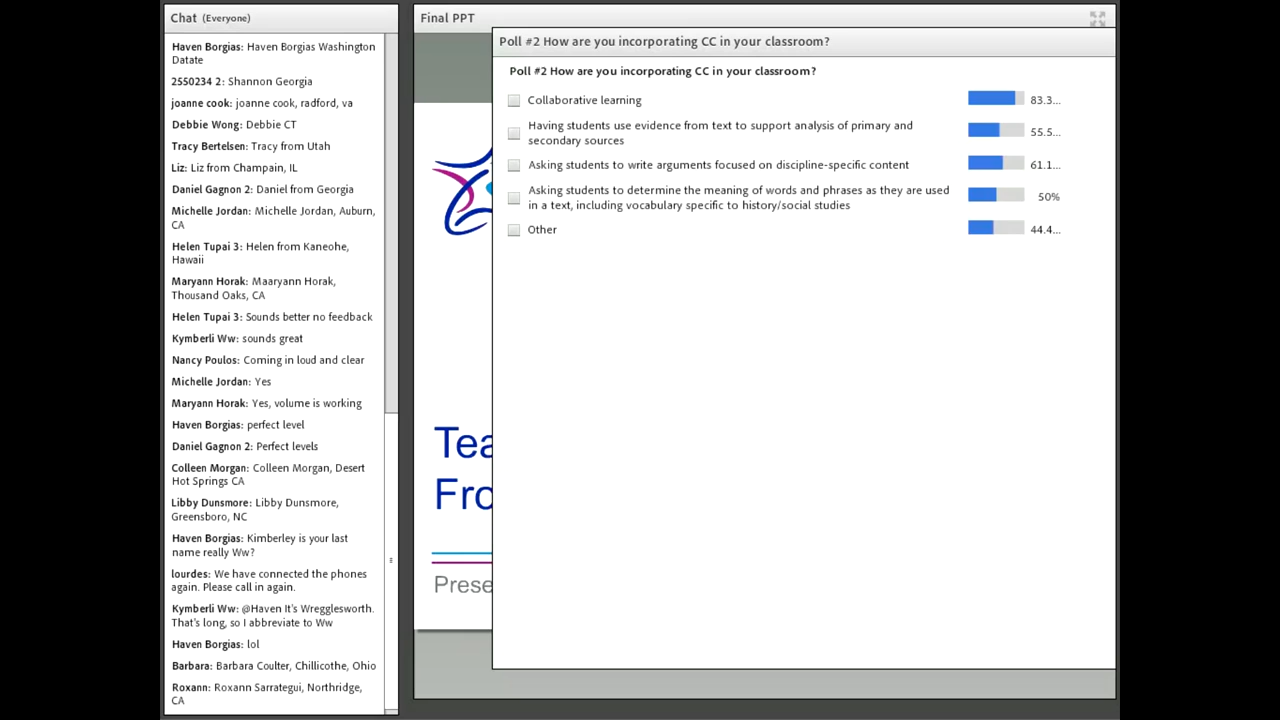 Chat (Everyone)
Haven Borgias: Haven Borgias Washington
Datate
2550234 2: Shannon Georgia
joanne cook: joanne cook, radford, va
Debbie Wong: Debbie CT
Tracy Bertelsen: Tracy from Utah
Liz: Liz from Champain, IL
Daniel Gagnon 2: Daniel from Georgia
Michelle Jordan: Michelle Jordan, Auburn,
CA
Helen Tupai 3: Helen from Kaneohe,
Hawaii
Maryann Horak: Maaryann Horak,
Thousand Oaks, CA
Helen Tupai 3: Sounds better no feedback
Kymberli Ww: sounds great
Nancy Poulos: Coming in loud and clear
Michelle Jordan: Yes
Maryann Horak: Yes, volume is working
Haven Borgias: perfect level
Daniel Gagnon 2: Perfect levels
Colleen Morgan: Colleen Morgan, Desert
Hot Springs CA
Libby Dunsmore: Libby Dunsmore,
Greensboro, NC
Haven Borgias: Kimberley is your last
name really Ww?
lourdes: We have connected the phones
again. Please call in again.
Kymberli Ww: @Haven It's Wregglesworth.
That's long, so I abbreviate to Ww
Haven Borgias: lol
Barbara: Barbara Coulter, Chillicothe, Ohio
Roxann: Roxann Sarrategui, Northridge,
CA
Final PPT
Poll #2 How are you incorporating CC in your classroom?
Poll #2 How are you incorporating CC in your classroom?
Collaborative learning 83.3...
Having students use evidence from text to support analysis of primary and
secondary sources 55.5...
Asking students to write arguments focused on discipline-specific content 61.1...
Asking students to determine the meaning of words and phrases as they are used
in a text, including vocabulary specific to history/social studies 50%
Other 44.4...
Tea
Fro
Prese